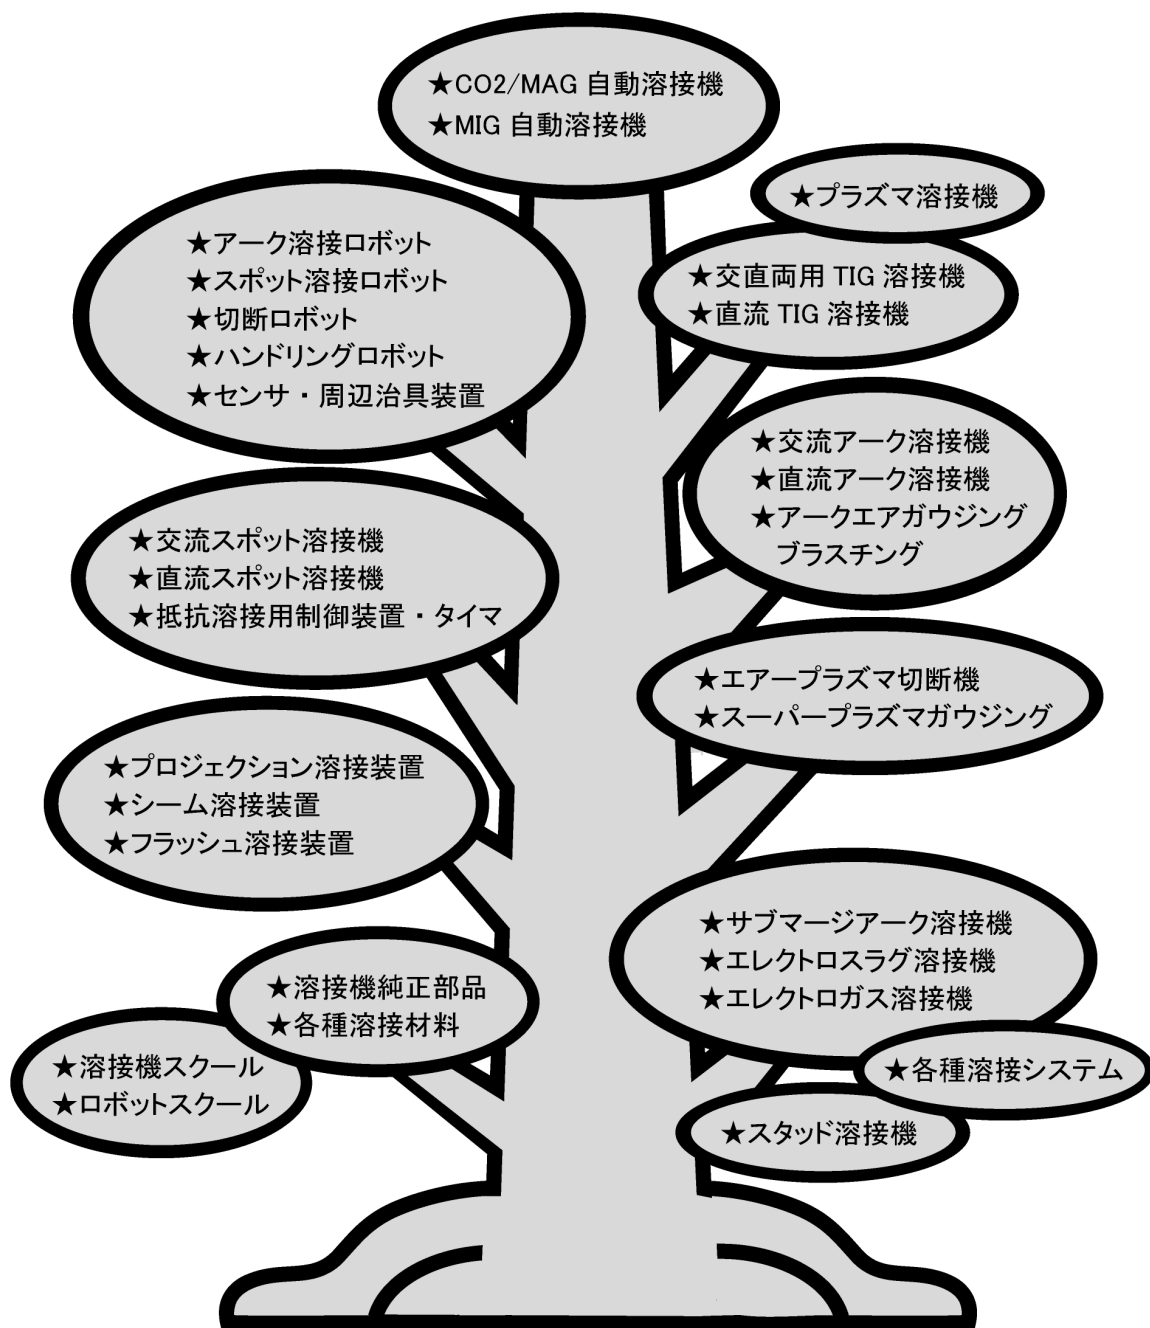 ★CO2/MAG 自動溶接機
★MIG 自動溶接機
★プラズマ溶接機
★アーク溶接ロボット
★スポット溶接ロボット
★切断ロボット
★ハンドリングロボット
★センサ・周辺治具装置
★交直両用 TIG 溶接機
★直流 TIG 溶接機
★交流アーク溶接機
★直流アーク溶接機
★アークエアガウジング
ブラスチング
★交流スポット溶接機
★直流スポット溶接機
★抵抗溶接用制御装置・タイマ
★エアープラズマ切断機
★スーパープラズマガウジング
★プロジェクション溶接装置
★シーム溶接装置
★フラッシュ溶接装置
★サブマージアーク溶接機
★エレクトロスラグ溶接機
★エレクトロガス溶接機
★溶接機純正部品
★各種溶接材料
★溶接機スクール
★ロボットスクール
★各種溶接システム
★スタッド溶接機